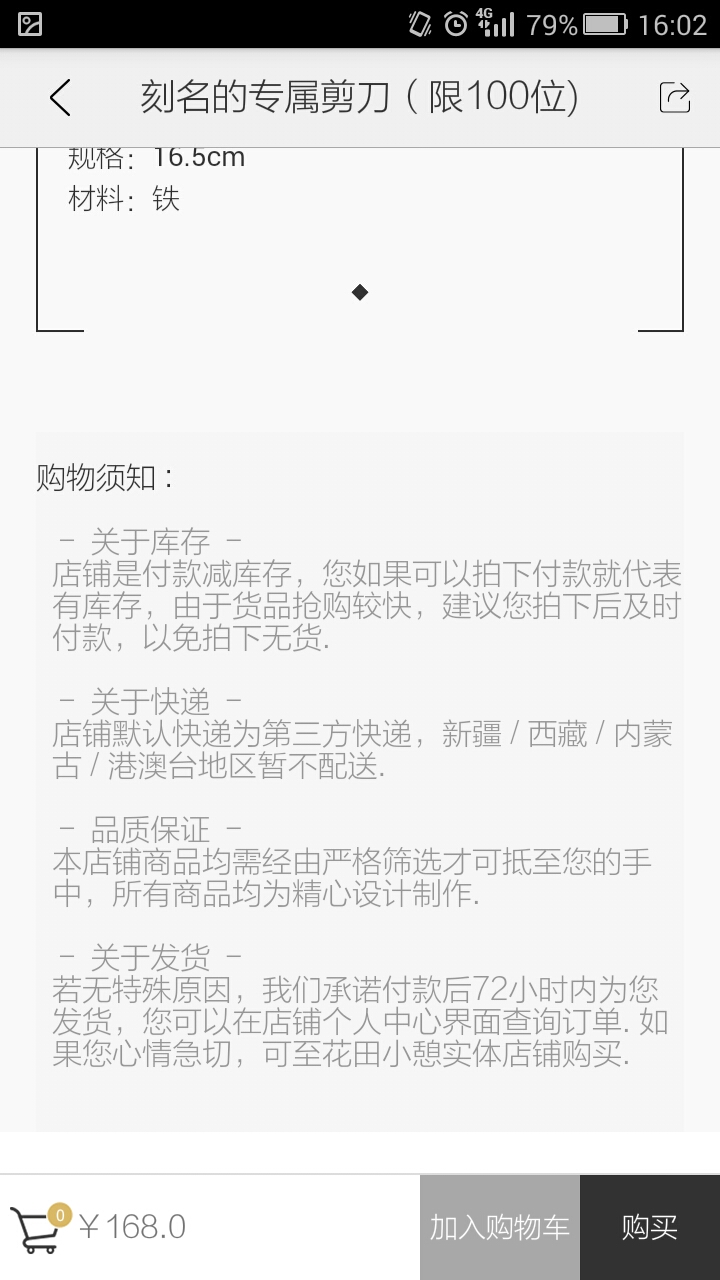 4G 79% 16:02
刻名的专属剪刀（限100位)
规格：16.5cm
材料：铁
购物须知：
- 关于库存 -
店铺是付款减库存，您如果可以拍下付款就代表
有库存，由于货品抢购较快，建议您拍下后及时
付款，以免拍下无货.
- 关于快递 -
店铺默认快递为第三方快递，新疆 / 西藏 / 内蒙
古 / 港澳台地区暂不配送.
- 品质保证 -
本店铺商品均需经由严格筛选才可抵至您的手
中，所有商品均为精心设计制作.
- 关于发货 -
若无特殊原因，我们承诺付款后72小时内为您
发货，您可以在店铺个人中心界面查询订单. 如
果您心情急切，可至花田小憩实体店铺购买.
0 ￥168.0 加入购物车 购买